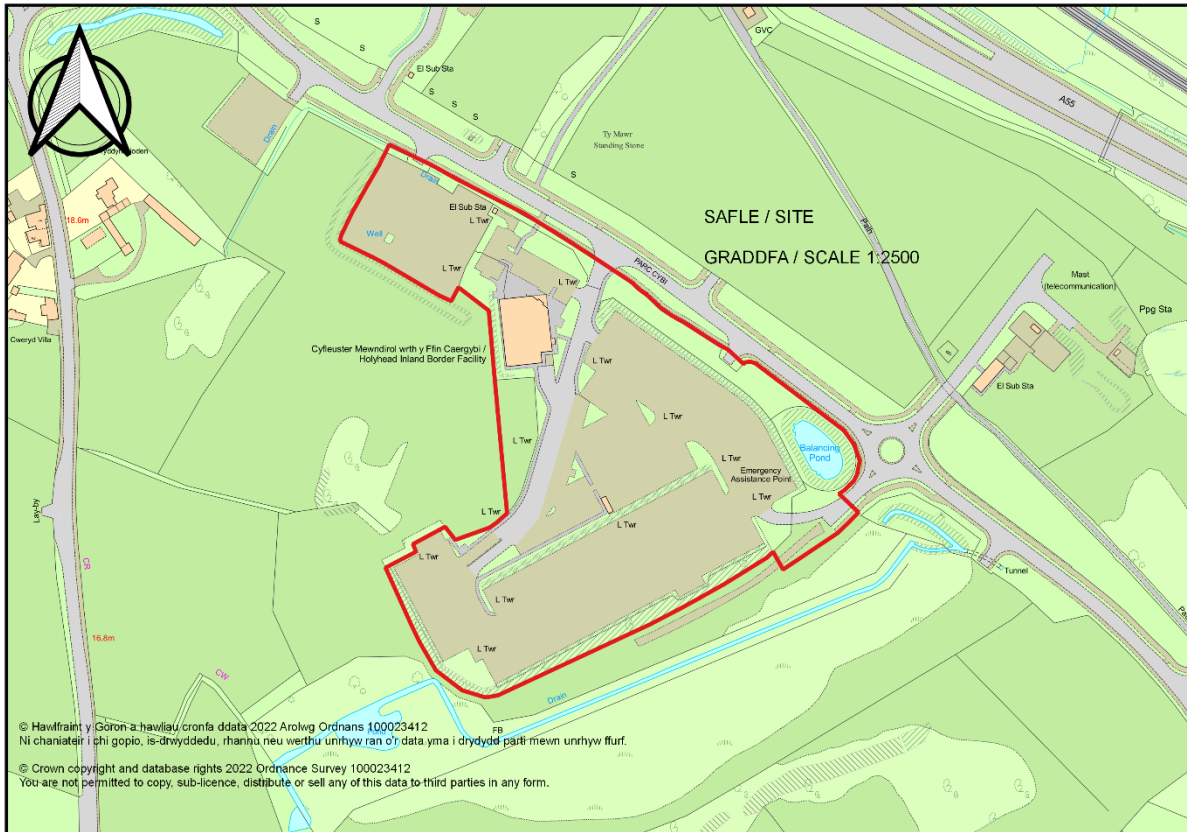 GVC
S
S
El Sub Sta
S
S
S
A55
Drain
Ty Mawr
Standing Stone
S
18.6m
Drain
El Sub Sta
L Twr
SAFLE / SITE
GRADDFA / SCALE 1:2500
Well
PARC CYBI
Path
L Twr
L Twr
Mast
(telecommunication)
Ppg Sta
Cweryd Villa
Cyfleuster Mewndirol wrth y Ffin Caergybi /
Holyhead Inland Border Facility
L Twr
El Sub Sta
L Twr
Balancing
Pond
L Twr
Emergency
Assistance Point
L Twr
Lay-by
L Twr
L Twr
L Twr
CR
Tunnel
L Twr
16.8m
L Twr
CW
Drain
Pond
FB
© Hawlfraint y Goron a hawliau cronfa ddata 2022 Arolwg Ordnans 100023412
Ni chaniateir i chi gopio, is-drwyddedu, rhannu neu werthu unrhyw ran o'r data yma i drydydd parti mewn unrhyw ffurf.
© Crown copyright and database rights 2022 Ordnance Survey 100023412
You are not permitted to copy, sub-licence, distribute or sell any of this data to third parties in any form.